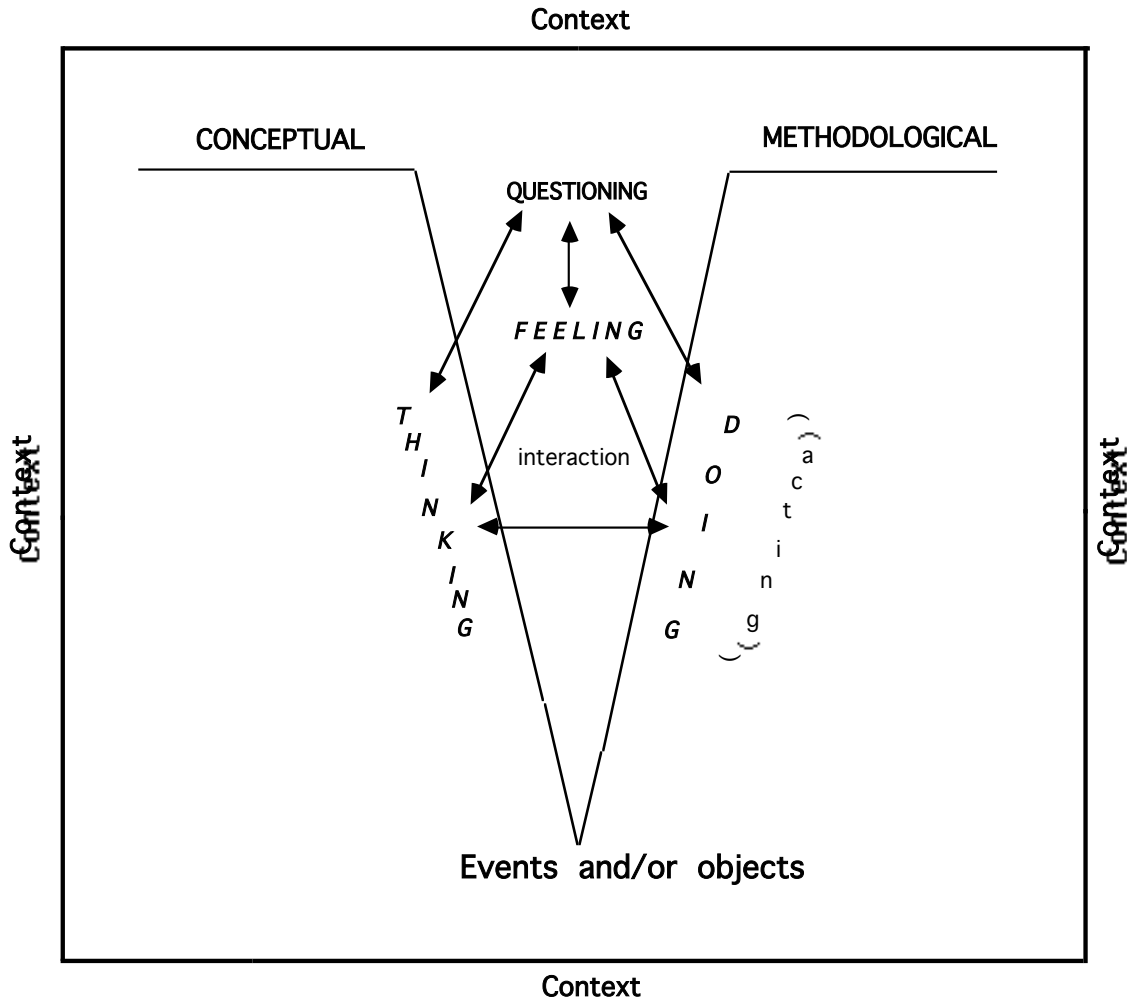 Context
CONCEPTUAL
METHODOLOGICAL
QUESTIONING
FEELING
THINKING
interaction
DOING
(acting)
Context
Context
Events and/or objects
Context